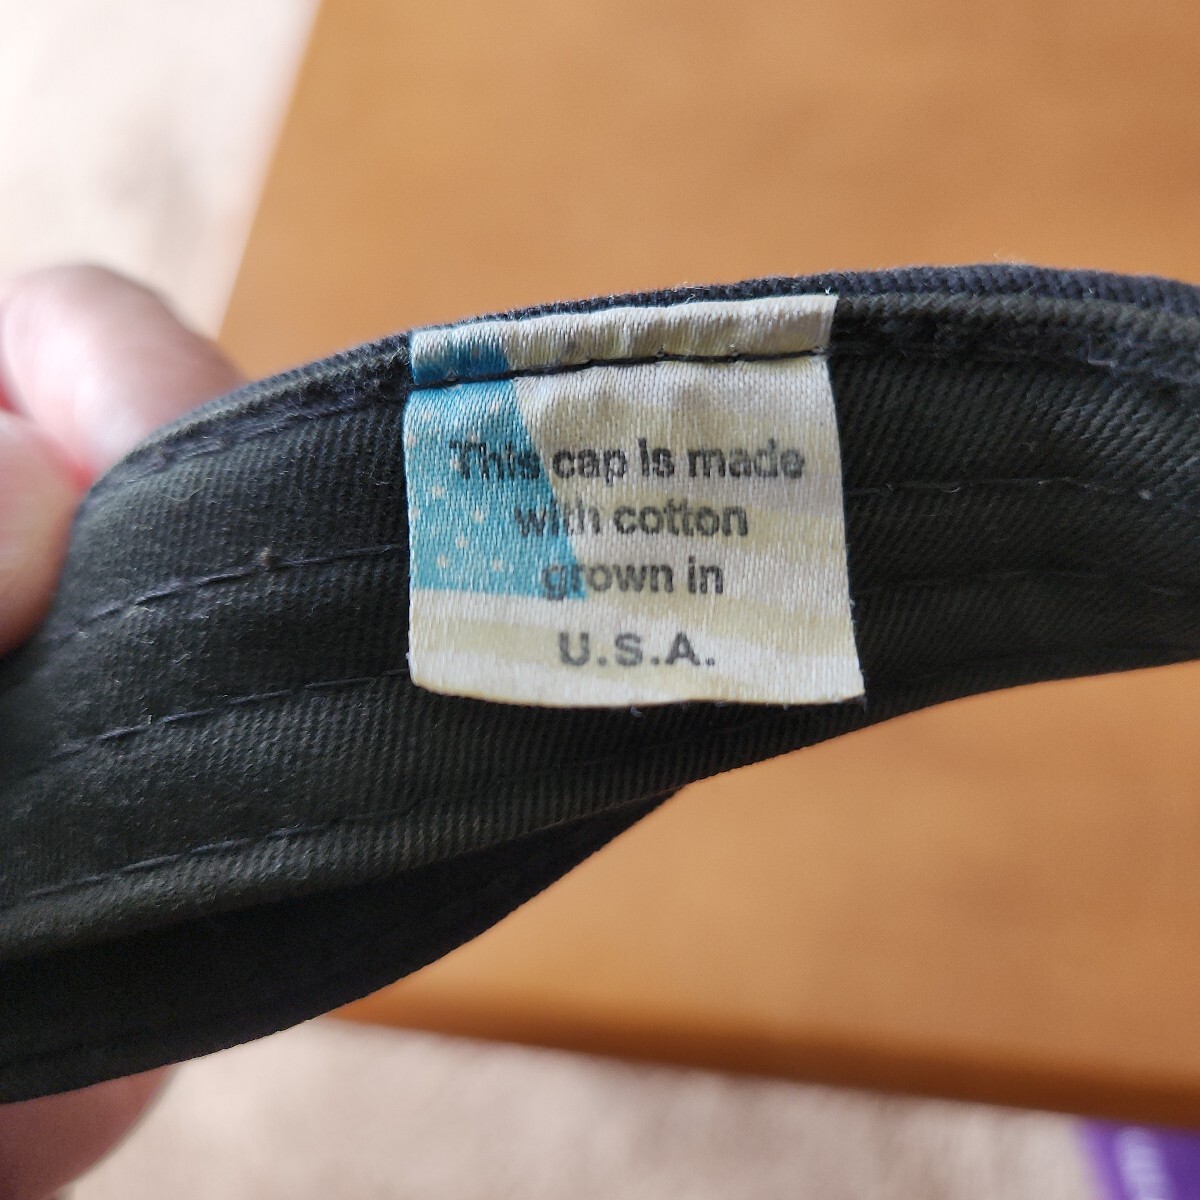 This cap is made
with cotton
grown in
U.S.A.